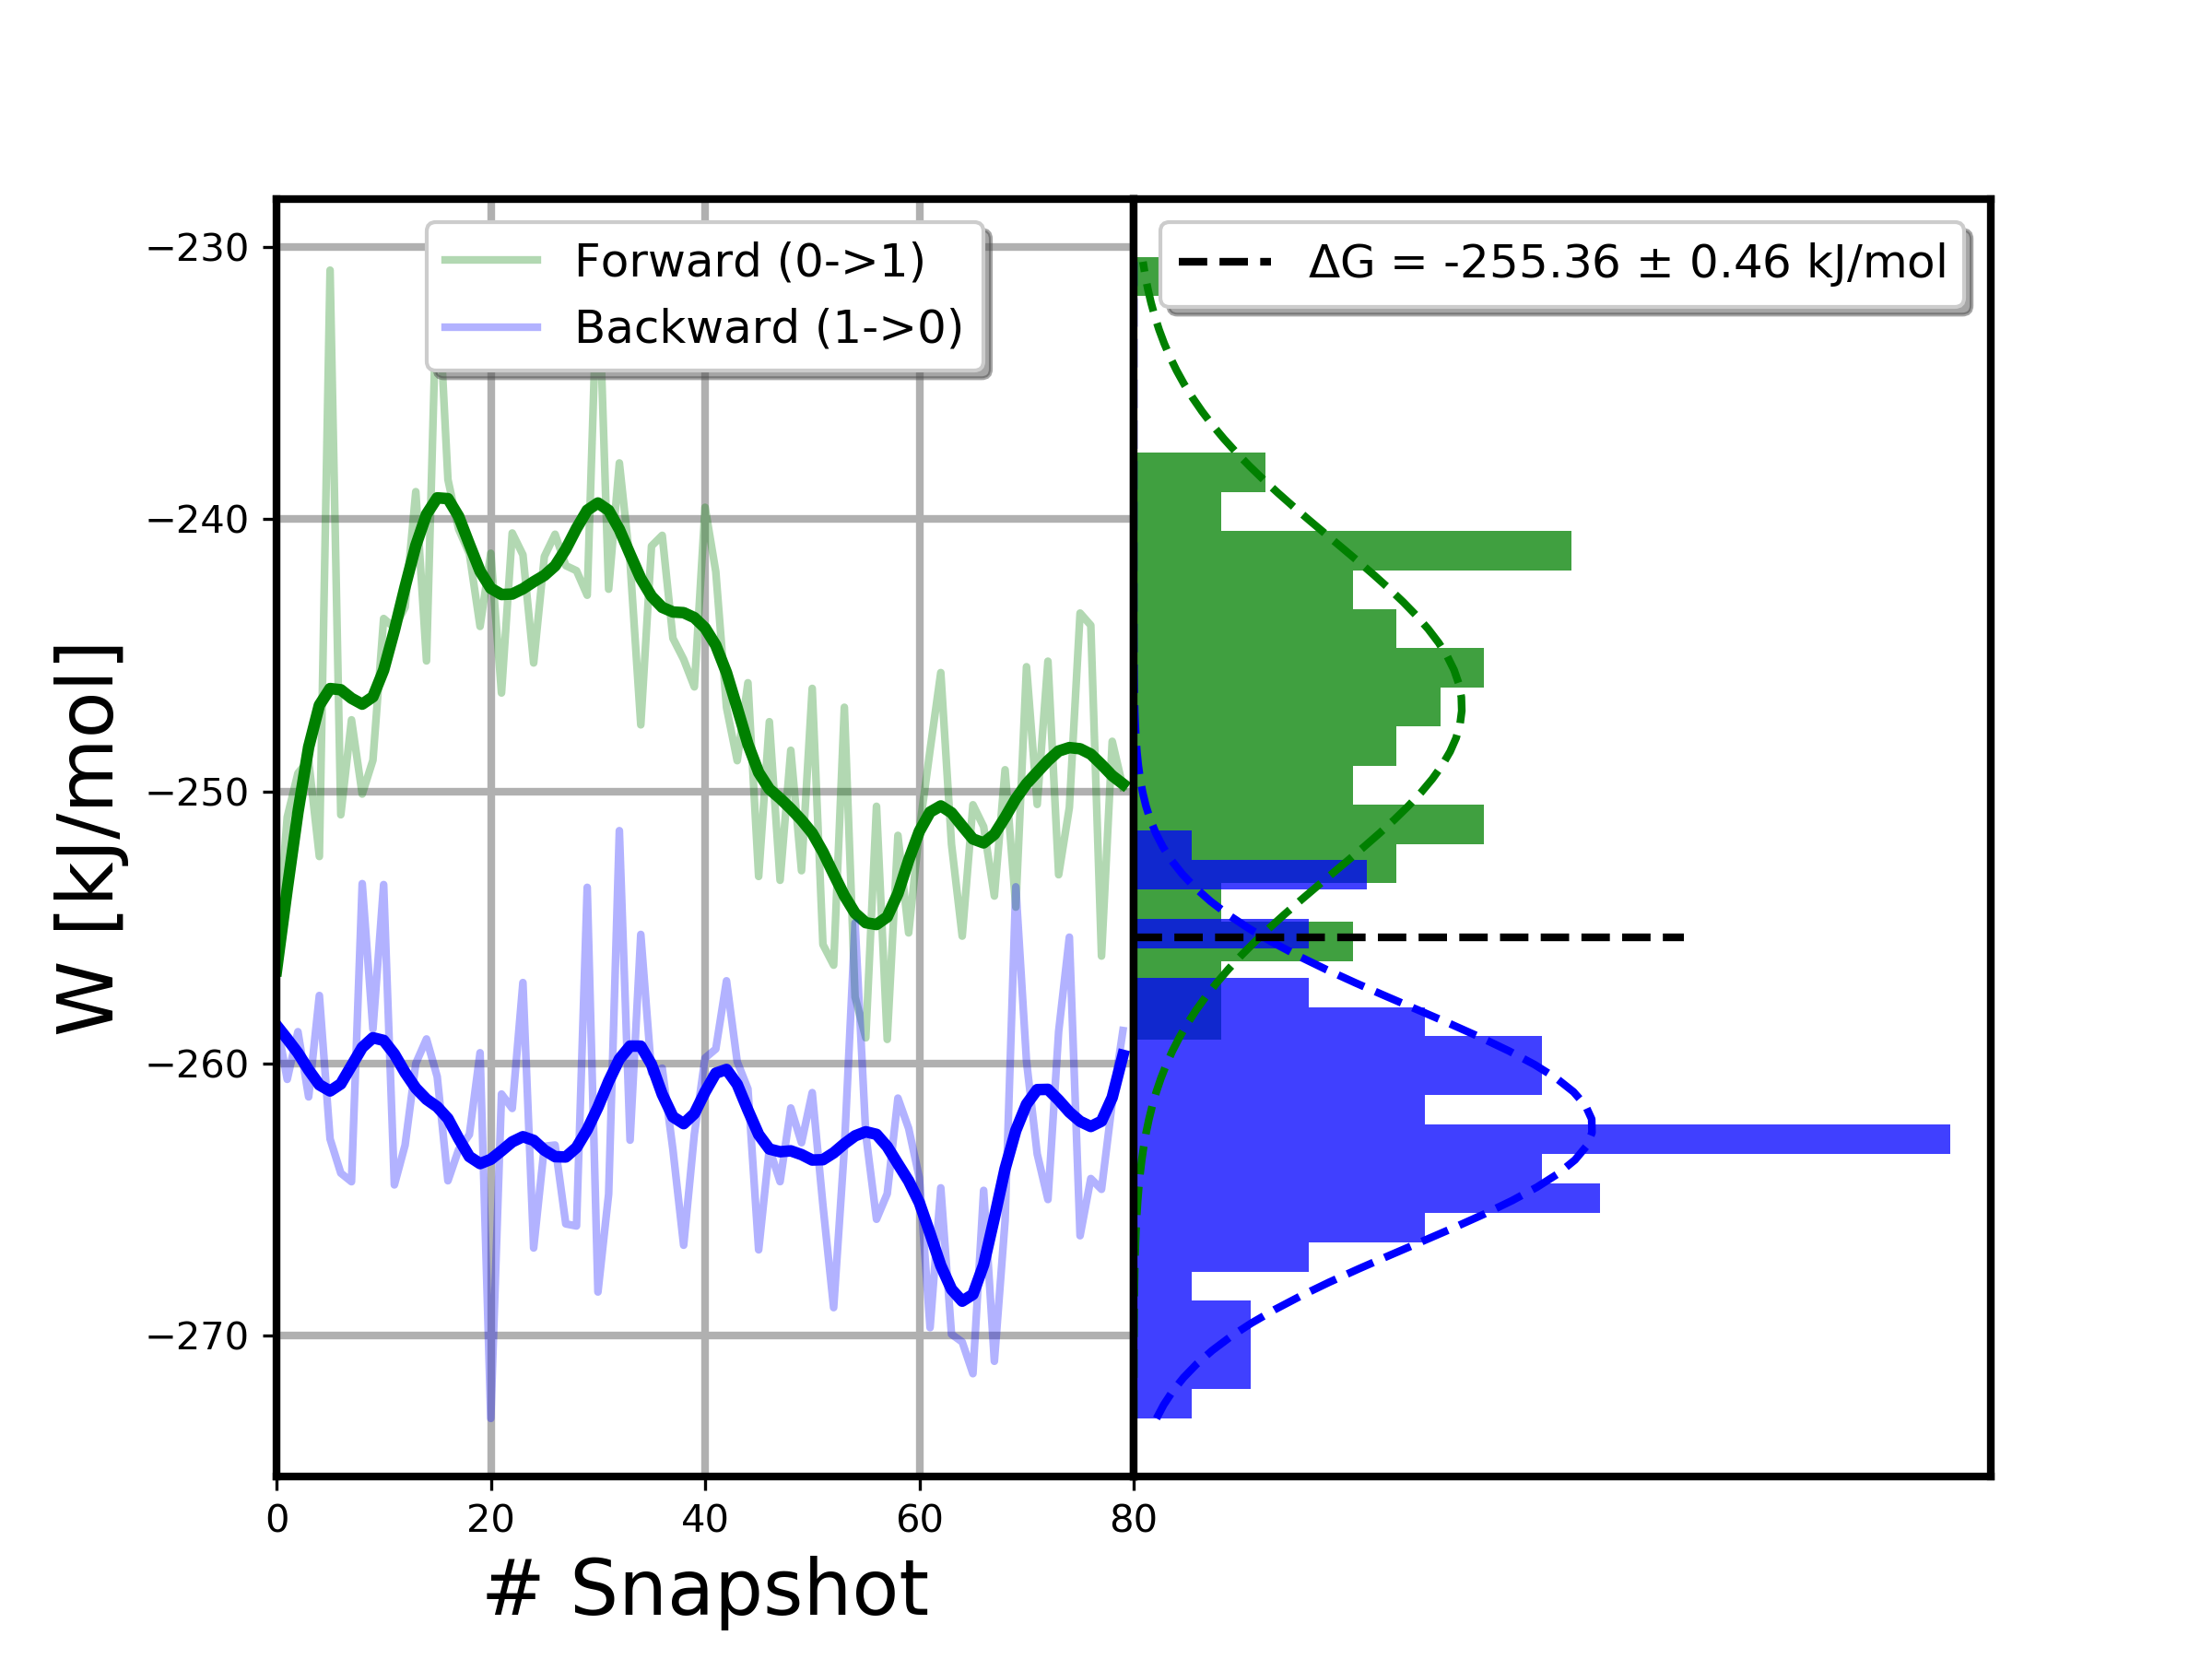 Forward (0->1)
Backward (1->0)
ΔG = -255.36 ± 0.46 kJ/mol
W [kJ/mol]
−230
−240
−250
−260
−270
0 20 40 60 80
# Snapshot